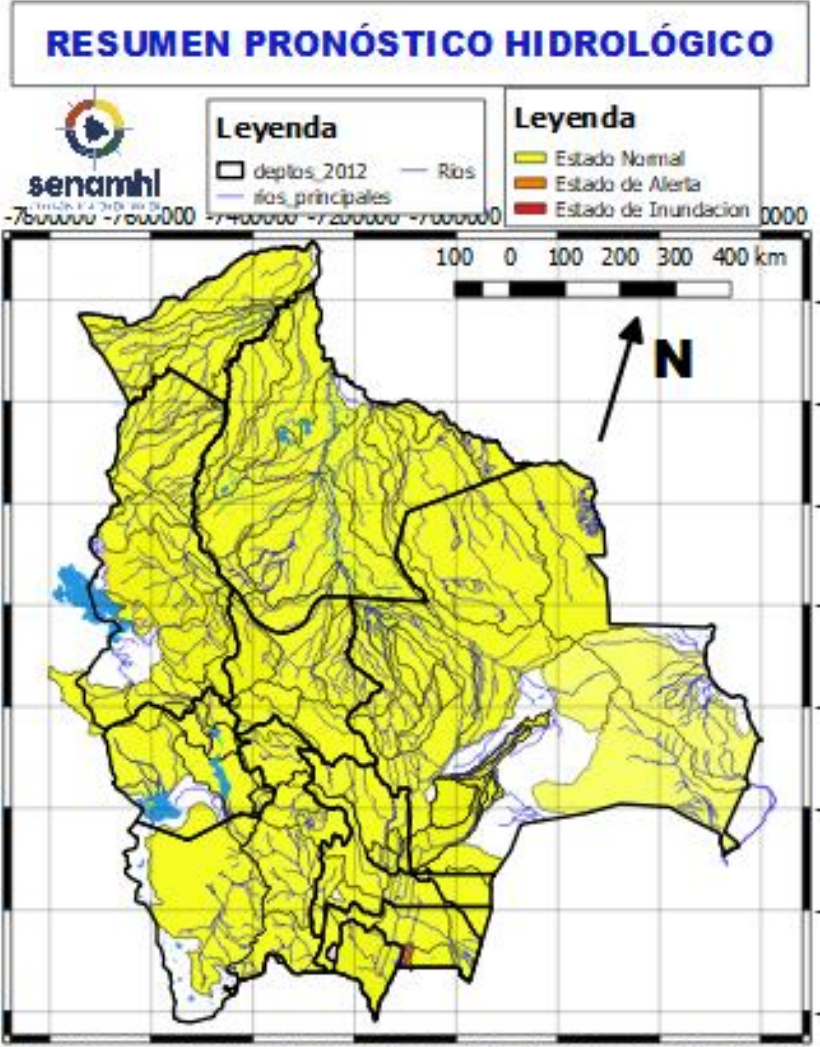 RESUMEN PRONÓSTICO HIDROLÓGICO
senamhi
Leyenda
deptos_2012
Rios
rios_principales
Leyenda
Estado Normal
Estado de Alerta
Estado de Inundacion
-7600000 -7400000 -7200000 -7000000
0000
100 0 100 200 300 400 km
N